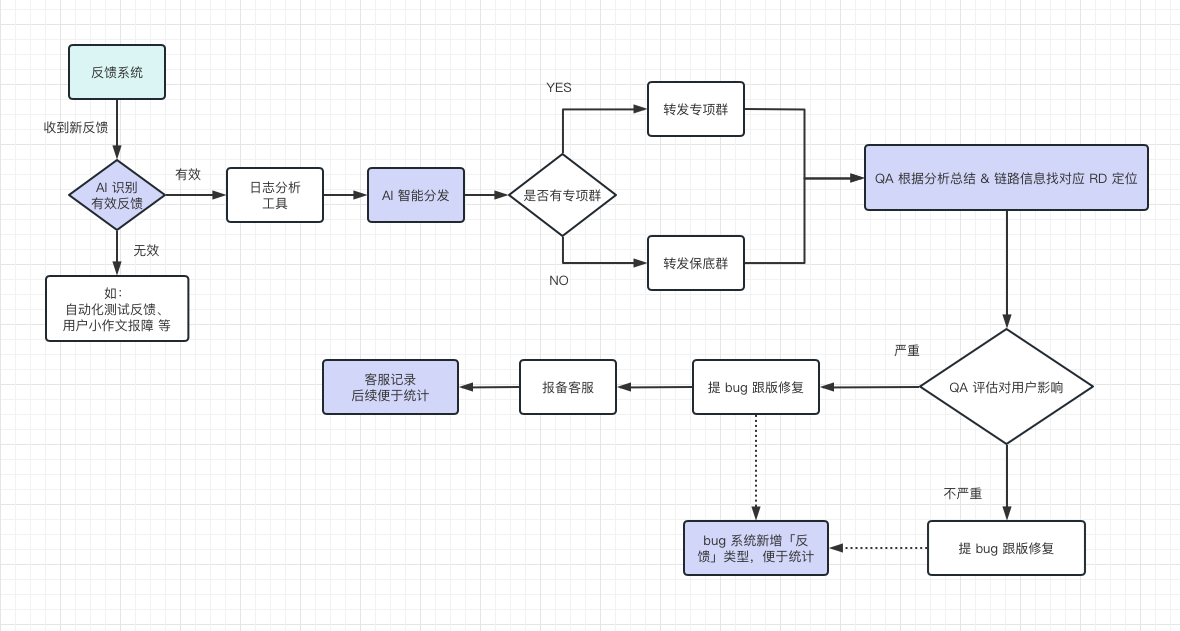 反馈系统
收到新反馈
AI 识别
有效反馈
有效
无效
如：
自动化测试反馈、
用户小作文报障 等
日志分析
工具
AI 智能分发
是否有专项群
YES
NO
转发专项群
转发保底群
QA 根据分析总结 & 链路信息找对应 RD 定位
QA 评估对用户影响
严重
不严重
提 bug 跟版修复
报备客服
客服记录
后续便于统计
提 bug 跟版修复
bug 系统新增「反
馈」类型，便于统计